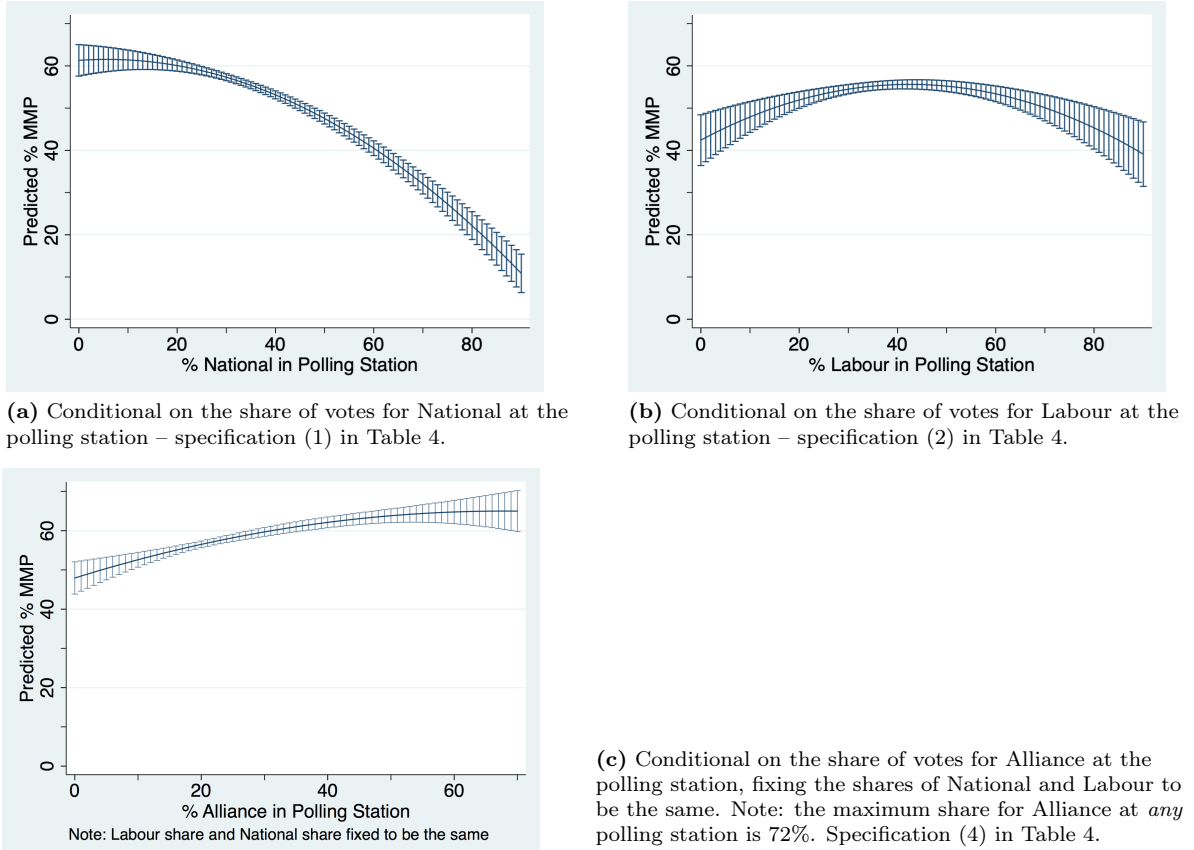 Predicted % MMP
60
40
20
0
0 20 40 60 80
% National in Polling Station
(a) Conditional on the share of votes for National at the
polling station – specification (1) in Table 4.
Predicted % MMP
60
40
20
0
0 20 40 60 80
% Labour in Polling Station
(b) Conditional on the share of votes for Labour at the
polling station – specification (2) in Table 4.
Predicted % MMP
60
40
20
0
0 20 40 60
% Alliance in Polling Station
Note: Labour share and National share fixed to be the same
(c) Conditional on the share of votes for Alliance at the
polling station, fixing the shares of National and Labour to
be the same. Note: the maximum share for Alliance at any
polling station is 72%. Specification (4) in Table 4.